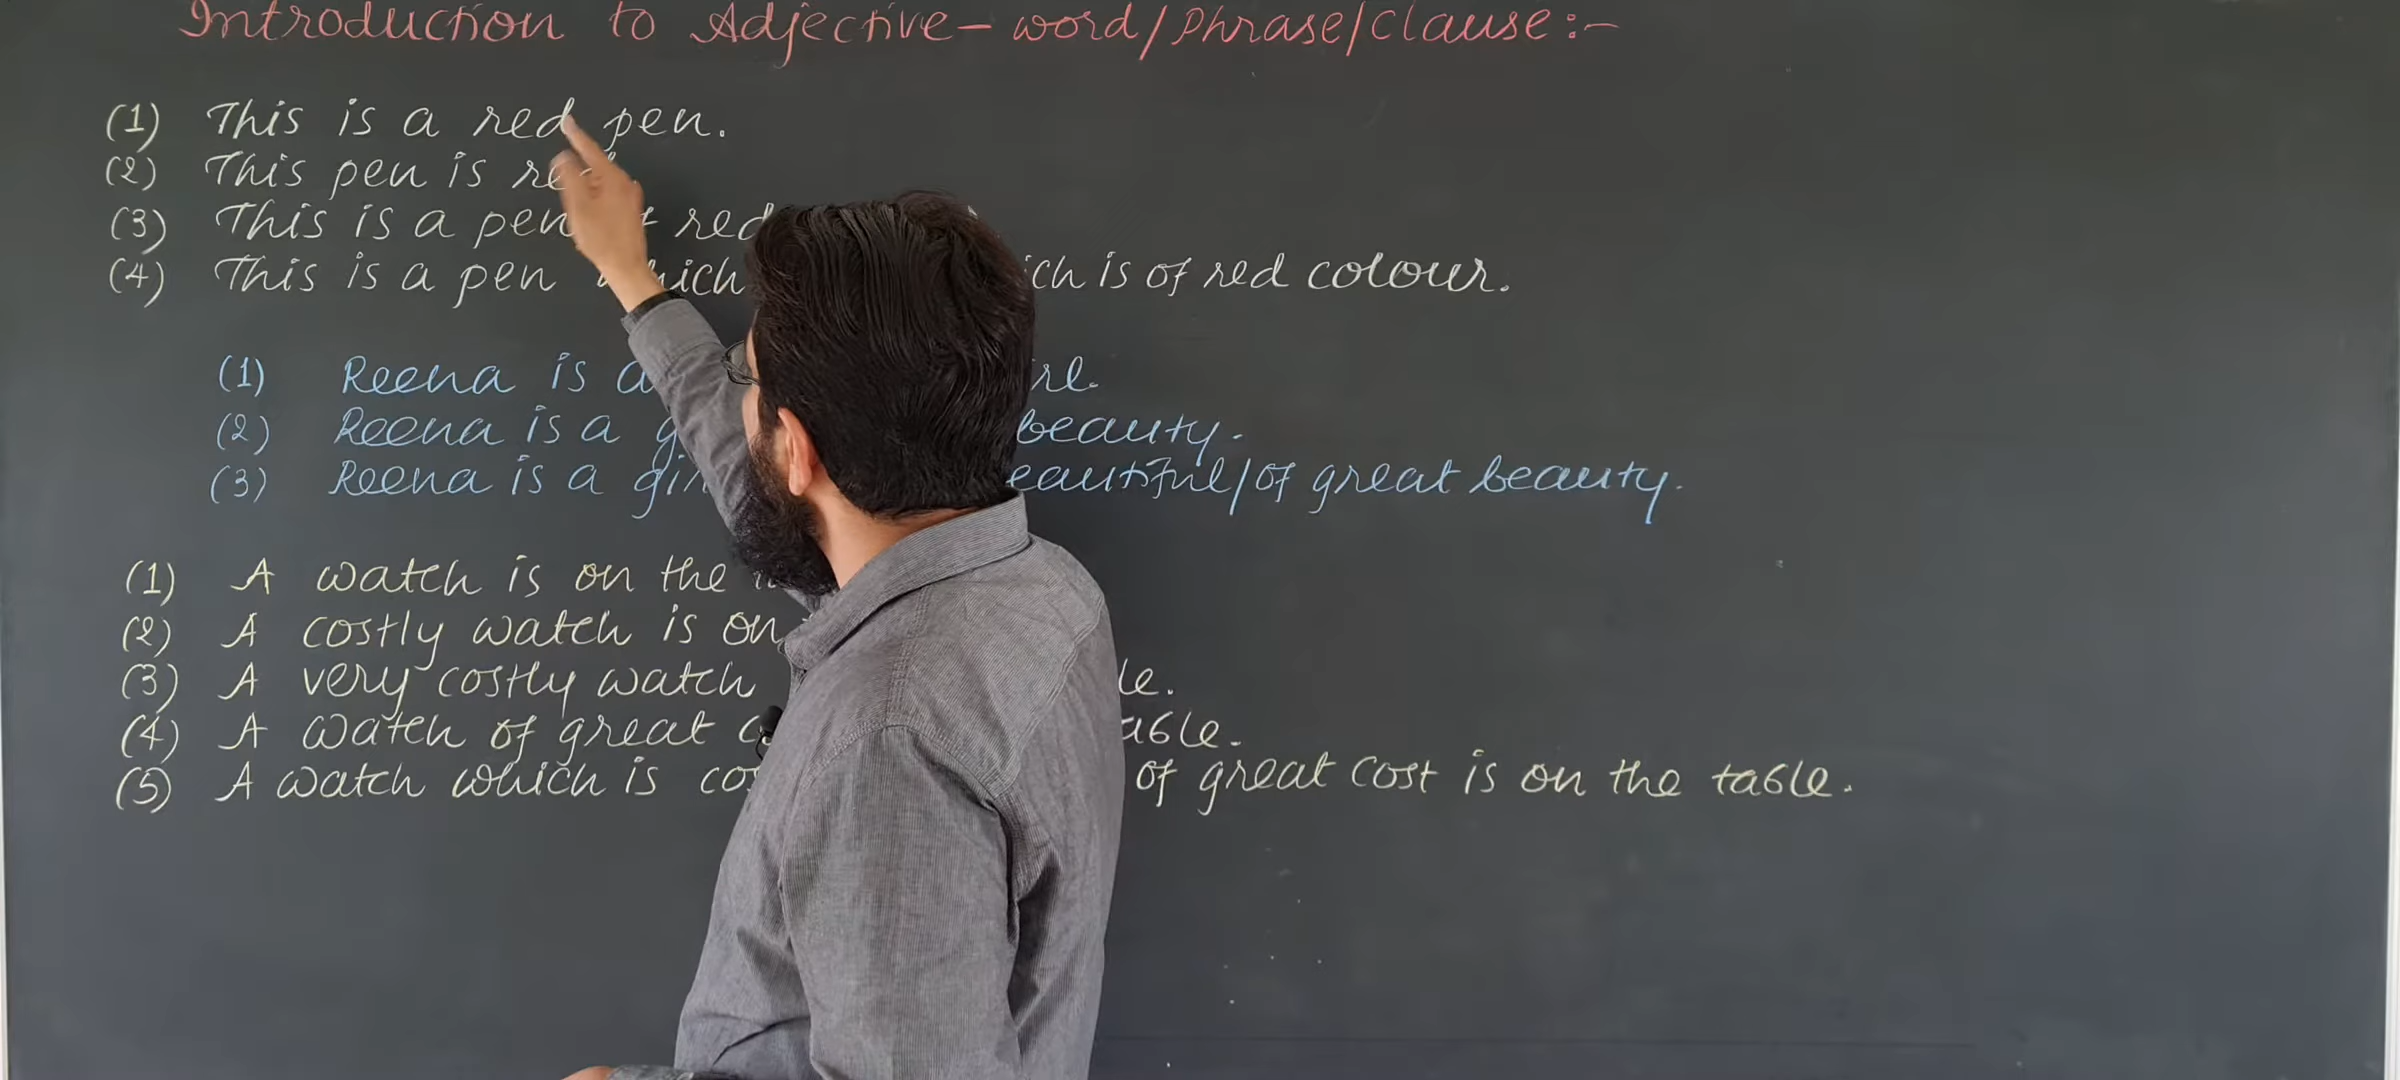 Introduction to Adjective - word/Phrase/Clause:-
(1) This is a red pen.
(2) This pen is
(3) This is a pen red
(4) This is a pen which is of red colour.
(1) Reena is a
(2) Reena is a beauty.
(3) Reena is a /of great beauty.
(1) A watch is on the
(2) A costly watch is on
(3) A very costly watch
(4) A watch of great
(5) A watch which is of great cost is on the table.